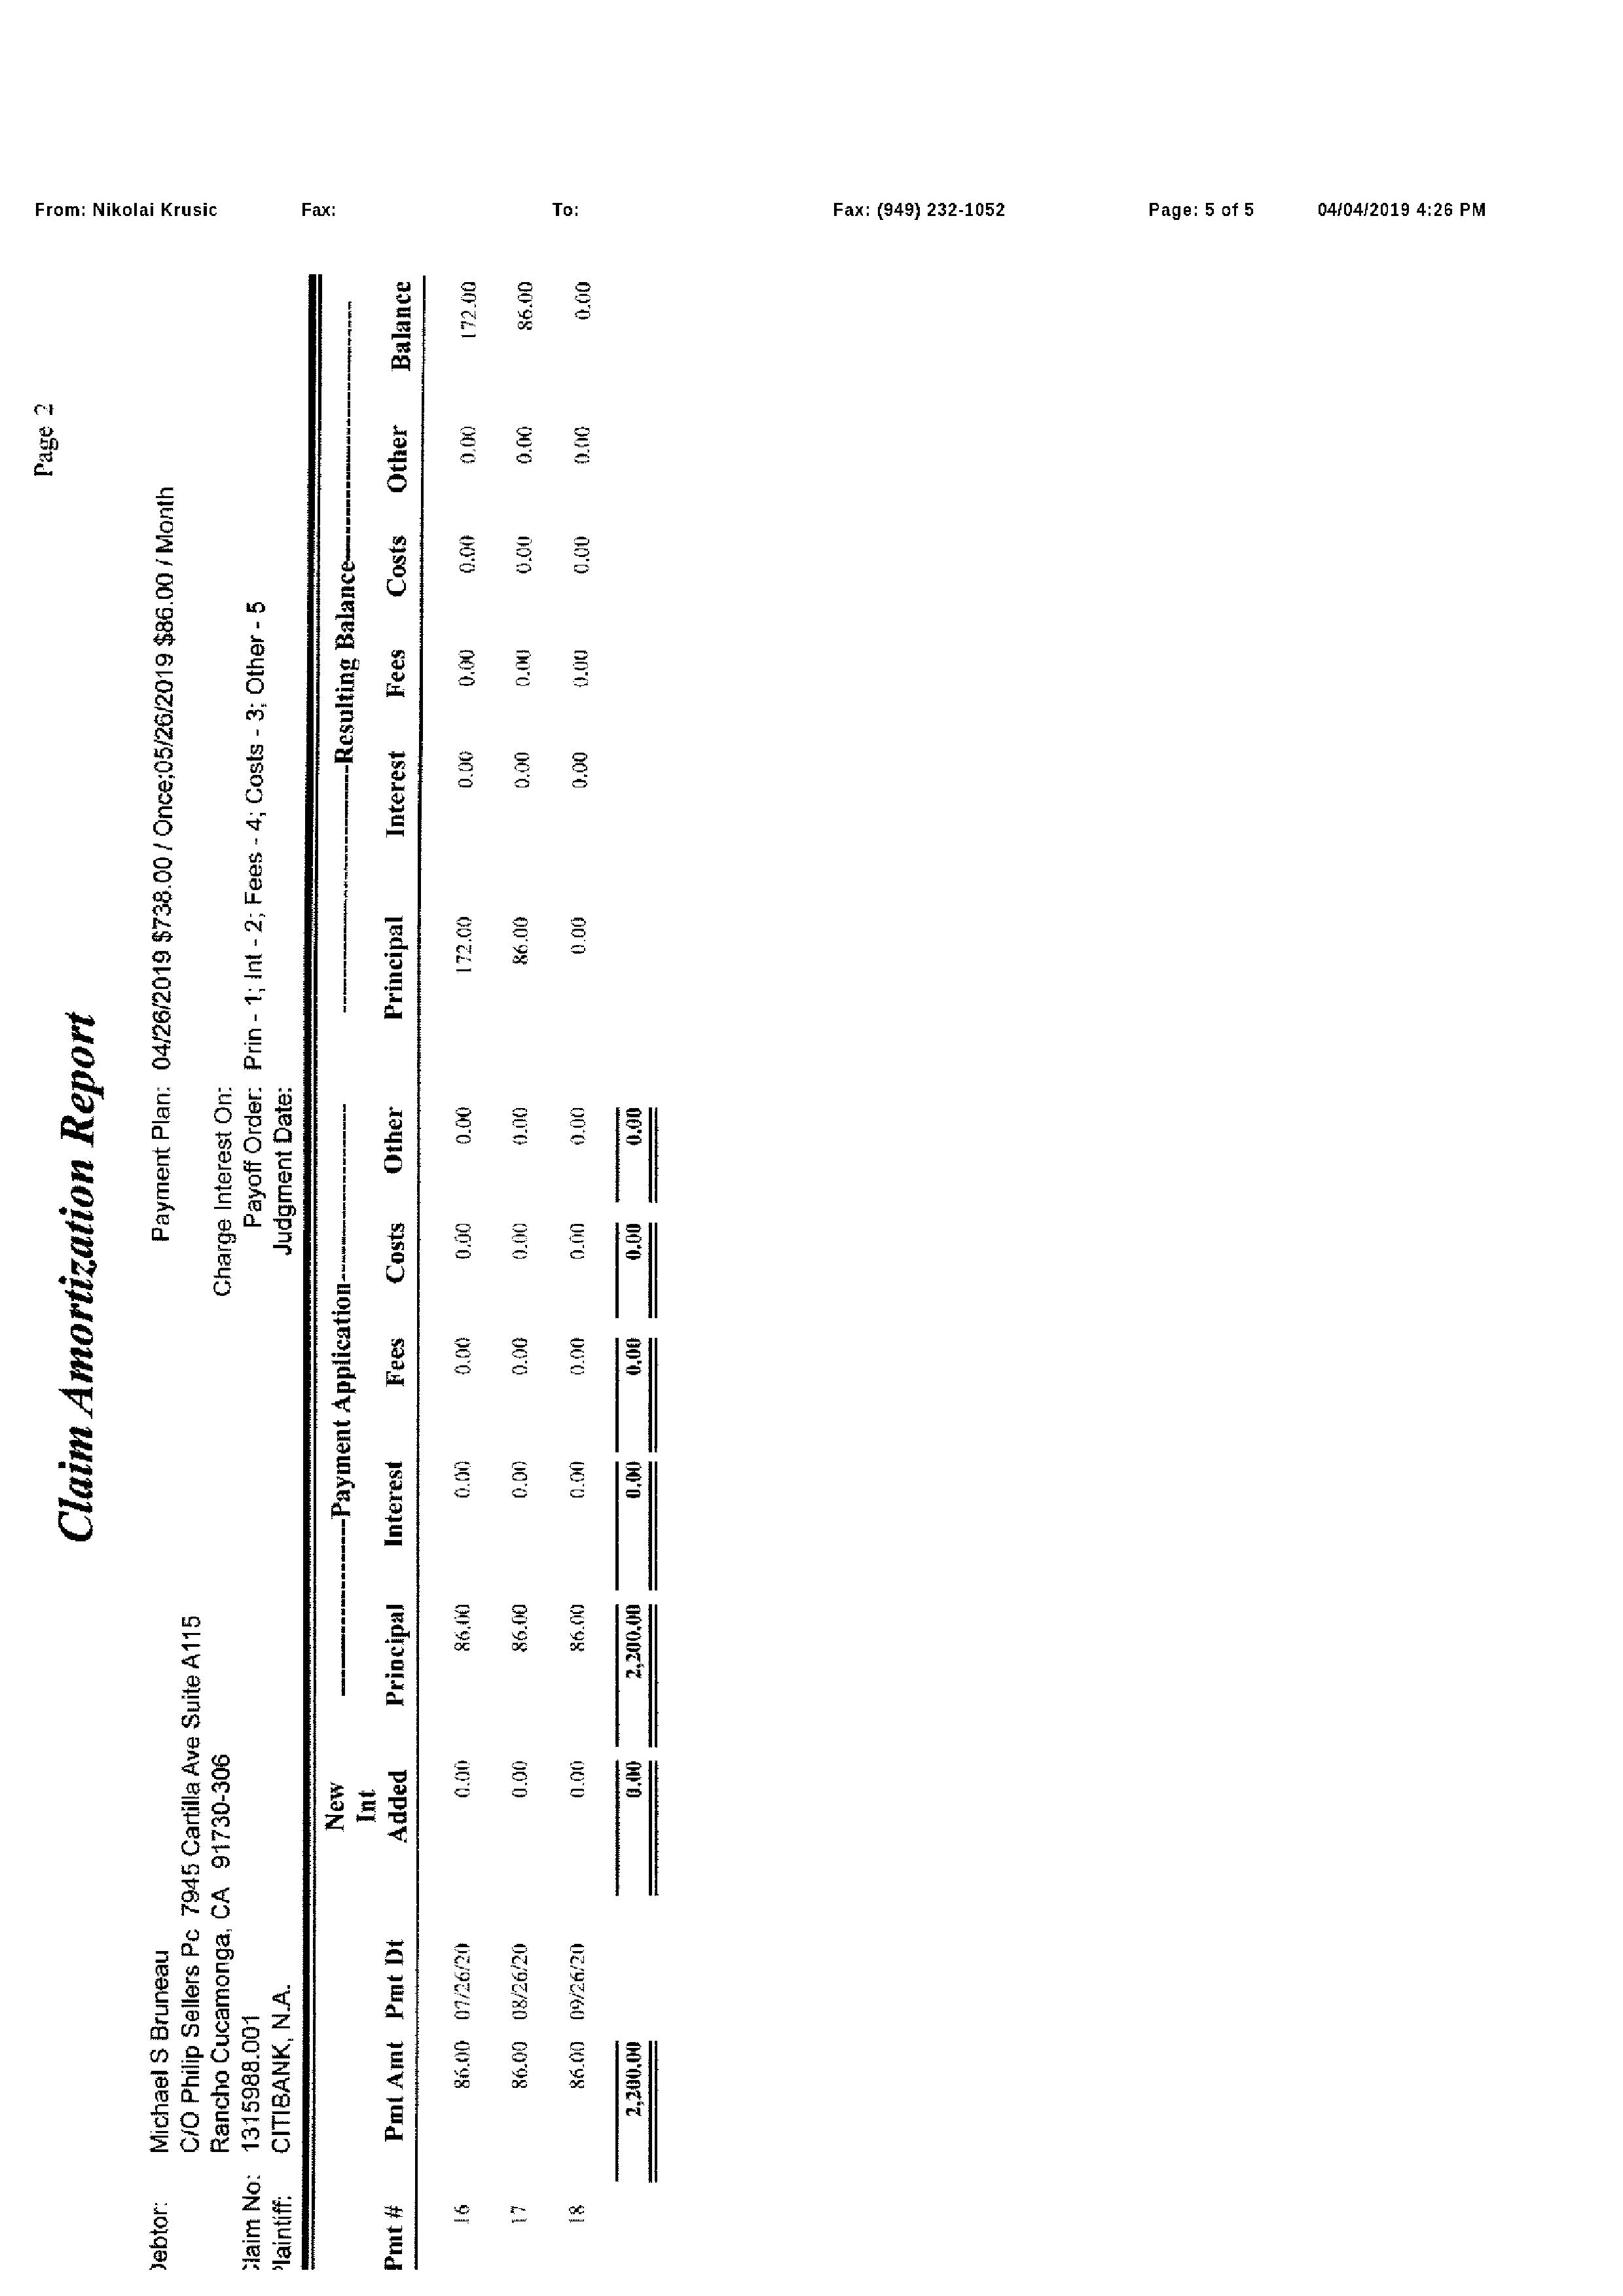 From: Nikolai Krusic Fax: To: Fax: (949) 232-1052 Page: 5 of 5 04/04/2019 4:26 PM
Page 2
Claim Amortization Report
Debtor: Michael S Bruneau Payment Plan: 04/26/2019 $738.00 / Once;05/26/2019 $86.00 / Month
C/O Philip Sellers Pc 7945 Cartilla Ave Suite A115
Rancho Cucamonga, CA 91730-306 Charge Interest On:
Claim No: 1315988.001 Payoff Order: Prin - 1; Int - 2; Fees - 4; Costs - 3; Other - 5
Plaintiff: CITIBANK, N.A. Judgment Date:
New ----------Payment Application---------- ----------Resulting Balance----------
Int
Pmt # Pmt Amt Pmt Dt Added Principal Interest Fees Costs Other Principal Interest Fees Costs Other Balance
16 86.00 07/26/20 0.00 86.00 0.00 0.00 0.00 0.00 172.00 0.00 0.00 0.00 0.00 172.00
17 86.00 08/26/20 0.00 86.00 0.00 0.00 0.00 0.00 86.00 0.00 0.00 0.00 0.00 86.00
18 86.00 09/26/20 0.00 86.00 0.00 0.00 0.00 0.00 0.00 0.00 0.00 0.00 0.00 0.00
2,200.00 0.00 2,200.00 0.00 0.00 0.00 0.00